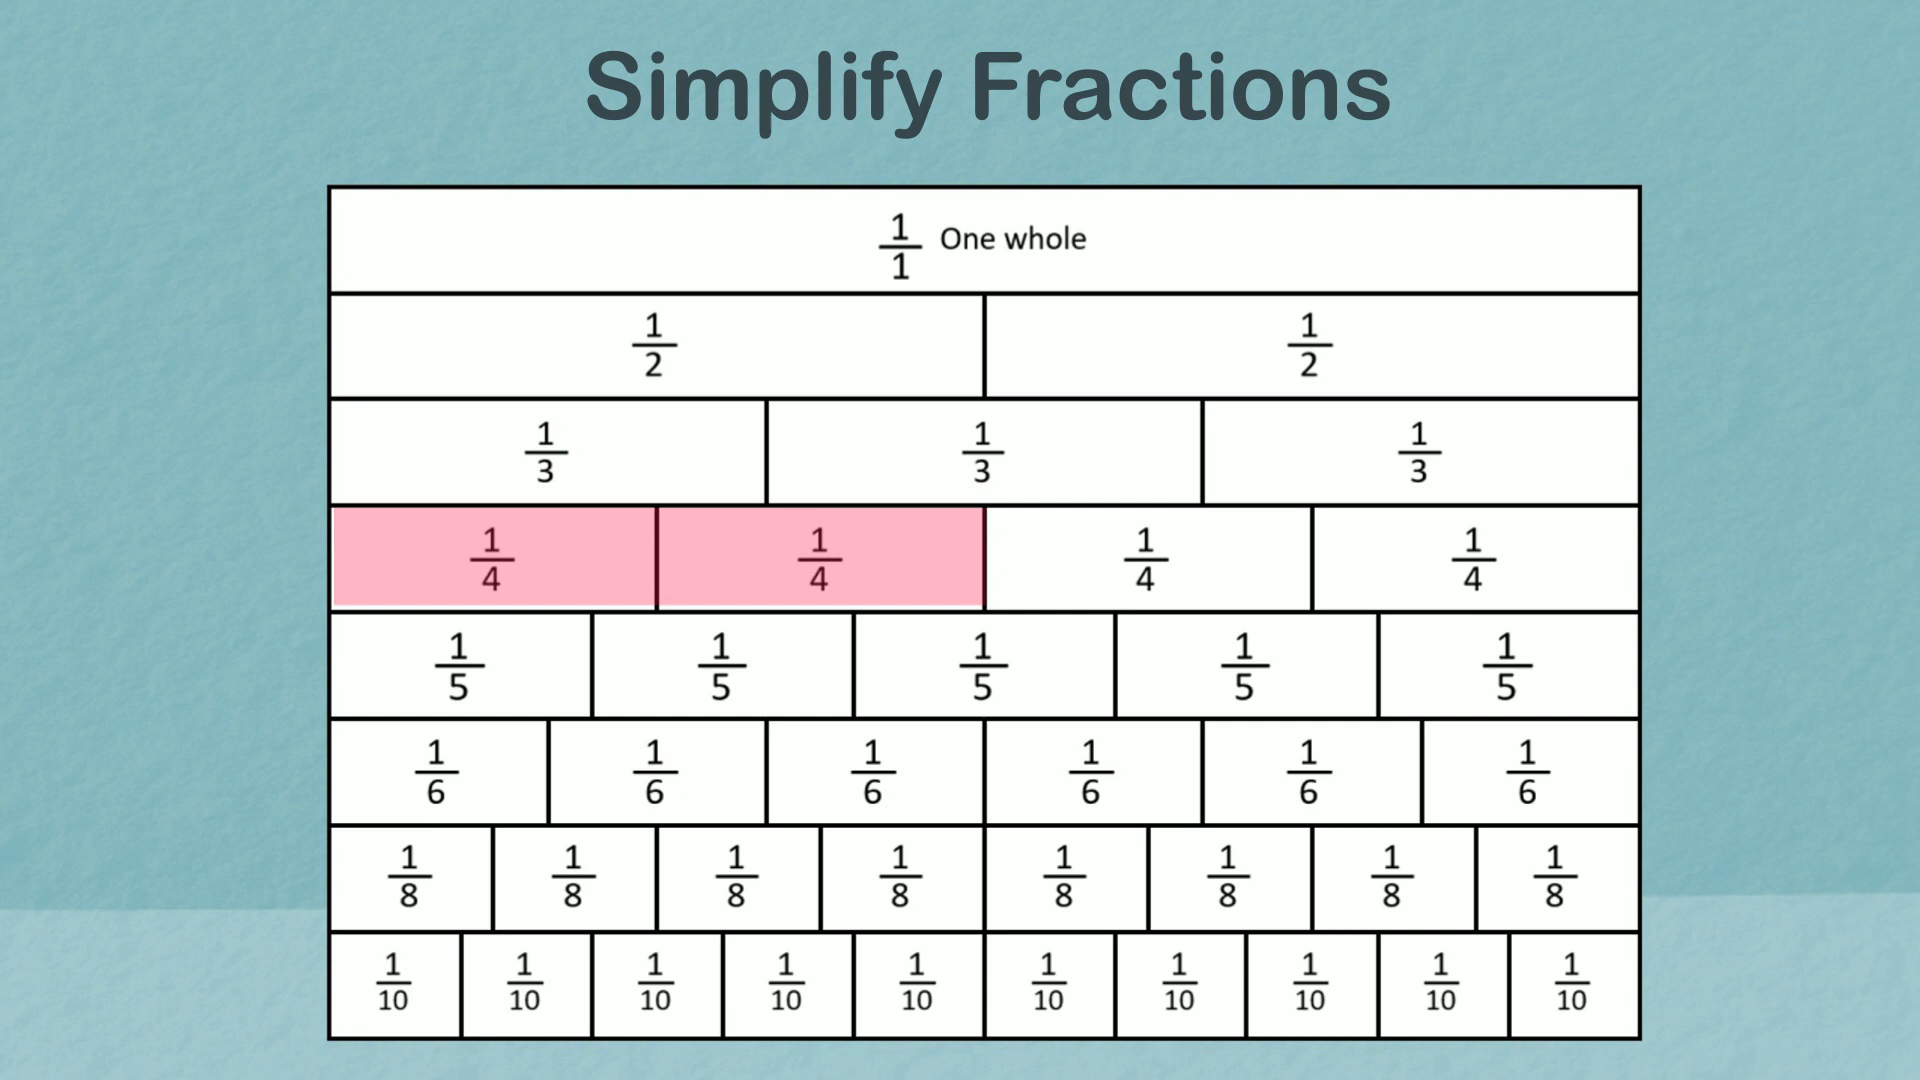 Simplify Fractions
1/1 One whole
1/2 1/2
1/3 1/3 1/3
1/4 1/4 1/4 1/4
1/5 1/5 1/5 1/5 1/5
1/6 1/6 1/6 1/6 1/6 1/6
1/8 1/8 1/8 1/8 1/8 1/8 1/8 1/8
1/10 1/10 1/10 1/10 1/10 1/10 1/10 1/10 1/10 1/10